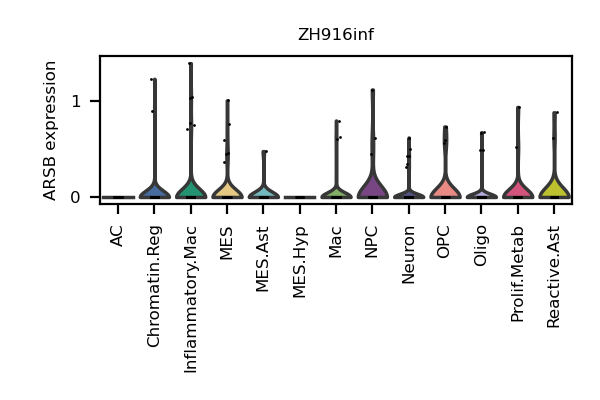 ZH916inf
ARSB expression
1
0
AC
Chromatin.Reg
Inflammatory.Mac
MES
MES.Ast
MES.Hyp
Mac
NPC
Neuron
OPC
Oligo
Prolif.Metab
Reactive.Ast